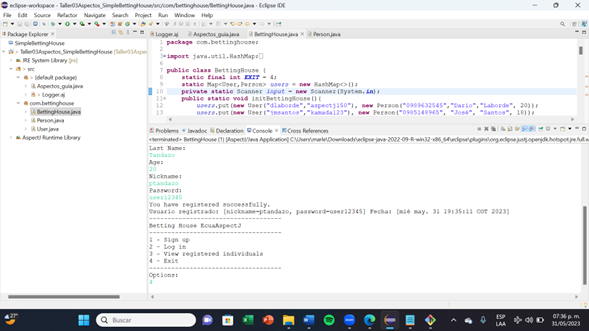 eclipse-workspace - Taller03Aspectos_SimpleBettingHouse/src/com/bettinghouse/BettingHouse.java - Eclipse IDE
File Edit Source Refactor Navigate Search Project Run Window Help
Package Explorer
SimpleBettingHouse
> Taller03Aspectos_SimpleBettingHouse [Taller03Aspec
JRE System Library [jre]
> src
> (default package)
Aspectos_guia.java
> Logger.aj
com.bettinghouse
BettingHouse.java
Person.java
User.java
AspectJ Runtime Library
Logger.aj Aspectos_guia.java BettingHouse.java Person.java
1 package com.bettinghouse;
2
3 import java.util.HashMap;
6
7 public class BettingHouse {
8 static final int EXIT = 4;
9 static Map<User,Person> users = new HashMap<>();
10 private static Scanner input = new Scanner(System.in);
11 public static void initBettingHouse(){
12 users.put(new User("dlaborde","aspectj150"), new Person("0989632545","Dario","Laborde", 20));
13 users.put(new User("jmsantos","kamada123"), new Person("0985148965", "José", "Santos", 18));
Problems Javadoc Declaration Console Cross References
<terminated> BettingHouse (1) [AspectJ/Java Application] C:\Users\marle\Downloads\eclipse-java-2022-09-R-win32-x86_64\eclipse\plugins\org.eclipse.justj.openjdk.hotspot.jre.full.w
Last Name:
Tandazo
Age:
20
Nickname:
ptandazo
Password:
user12345
You have registered successfully.
Usuario registrado: [nickname=ptandazo, password=user12345] Fecha: [mié may. 31 19:35:11 COT 2023]
---------------------------------------
Betting House EcuaAspectJ
---------------------------------------
1 - Sign up
2 - Log in
3 - View registered individuals
4 - Exit
---------------------------------------
Options:
4
27°
Buscar
ESP
LAA
07:36 p. m.
31/05/2023